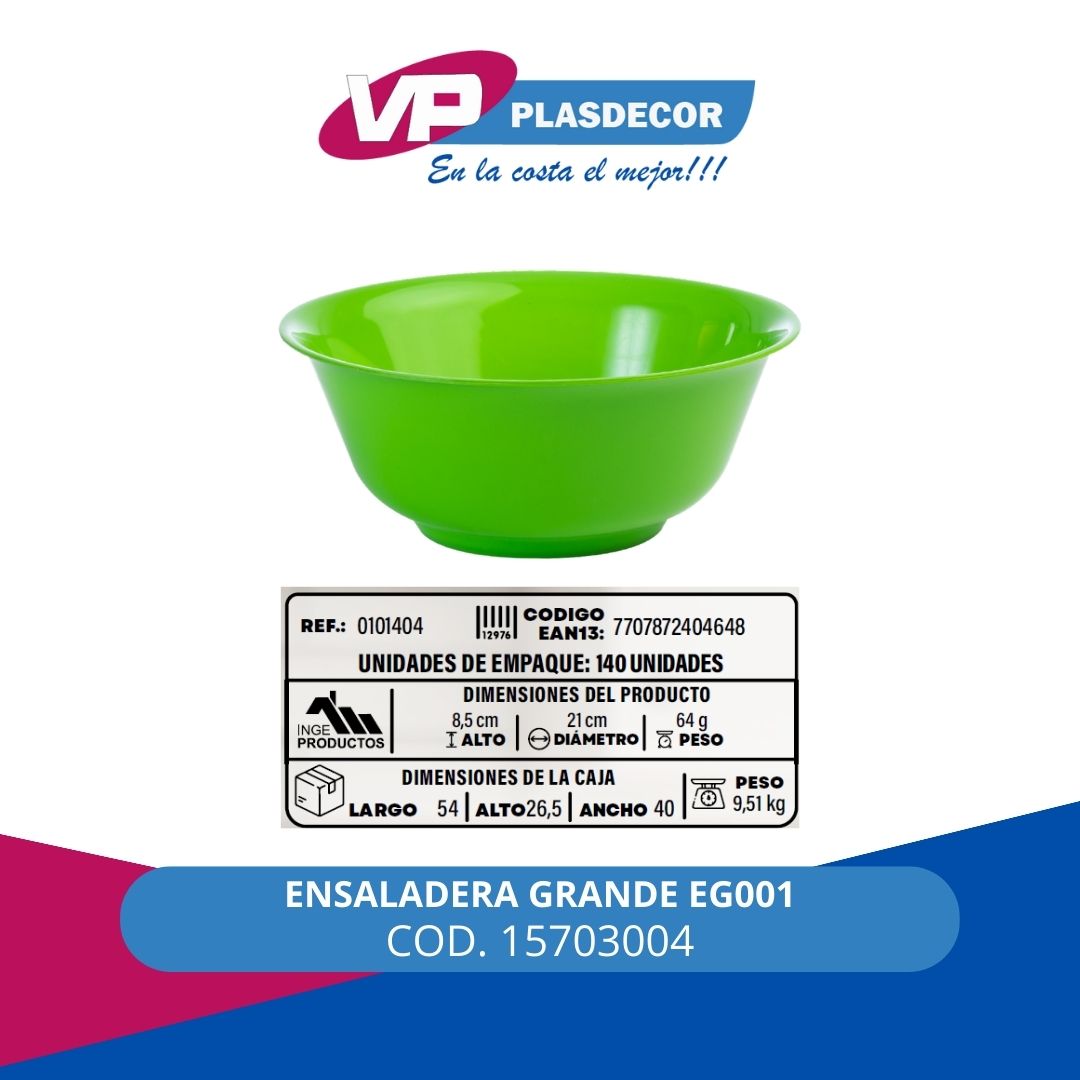 VP PLASDECOR
En la costa el mejor!!!
REF.: 0101404
12976
CODIGO
EAN13: 7707872404648
UNIDADES DE EMPAQUE: 140 UNIDADES
INGE
PRODUCTOS
DIMENSIONES DEL PRODUCTO
8,5 cm 21 cm 64 g
ALTO DIÁMETRO PESO
DIMENSIONES DE LA CAJA
LARGO 54 ALTO 26,5 ANCHO 40
PESO
9,51 kg
ENSALADERA GRANDE EG001
COD. 15703004